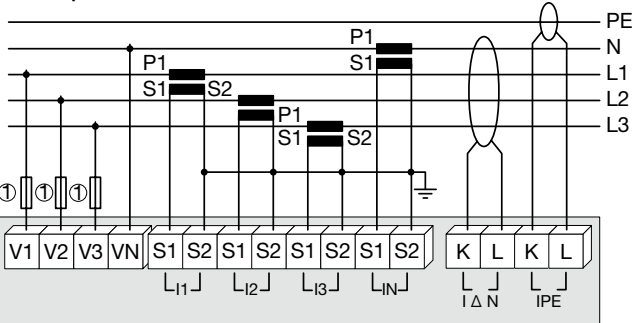 PE
P1 N
S1 L1
P1
S1 S2 L2
P1
S1 S2 L3
① ① ①
V1 V2 V3 VN S1 S2 S1 S2 S1 S2 S1 S2 K L K L
I1 I2 I3 IN I Δ N IPE